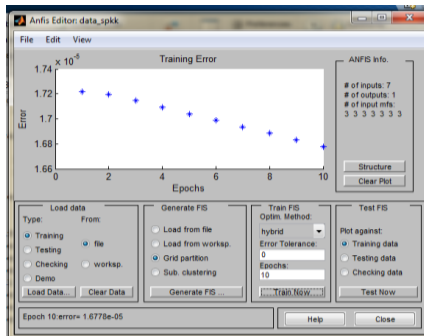 Anfis Editor: data_spkk
File Edit View
x 10^-5
Training Error
1.74
1.72
1.7
1.68
1.66
Error
0 2 4 6 8 10
Epochs
ANFIS Info.
# of inputs: 7
# of outputs: 1
# of input mfs:
3 3 3 3 3 3 3
Structure
Clear Plot
Load data
Type: From:
Training
file
Testing
Checking
worksp.
Demo
Load Data... Clear Data
Generate FIS
Load from file
Load from worksp.
Grid partition
Sub. clustering
Generate FIS ...
Train FIS
Optim. Method:
hybrid
Error Tolerance:
0
Epochs:
10
Train Now
Test FIS
Plot against:
Training data
Testing data
Checking data
Test Now
Epoch 10:error= 1.6778e-05
Help Close